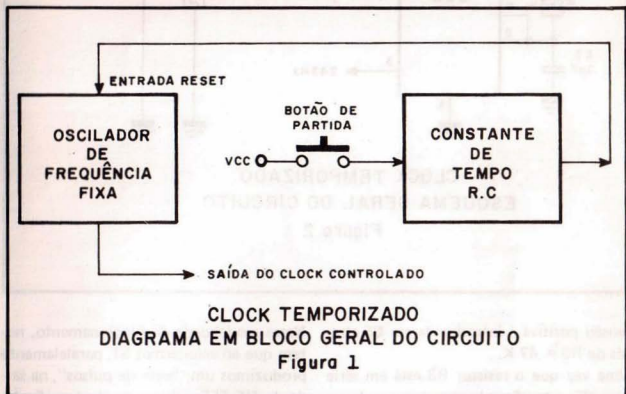 ENTRADA RESET
OSCILADOR
DE
FREQUÊNCIA
FIXA
BOTÃO DE
PARTIDA
VCC
CONSTANTE
DE
TEMPO
R.C
SAÍDA DO CLOCK CONTROLADO
CLOCK TEMPORIZADO
DIAGRAMA EM BLOCO GERAL DO CIRCUITO
Figura 1